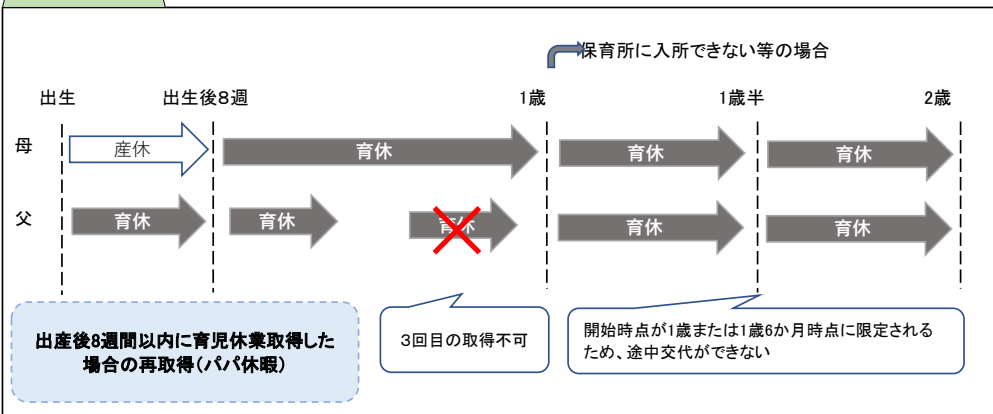 保育所に入所できない等の場合
出生
出生後8週
1歳
1歳半
2歳
母
産休
育休
育休
育休
父
育休
育休
育休
育休
育休
出産後8週間以内に育児休業取得した
場合の再取得(パパ休暇)
3回目の取得不可
開始時点が1歳または1歳6か月時点に限定される
ため、途中交代ができない